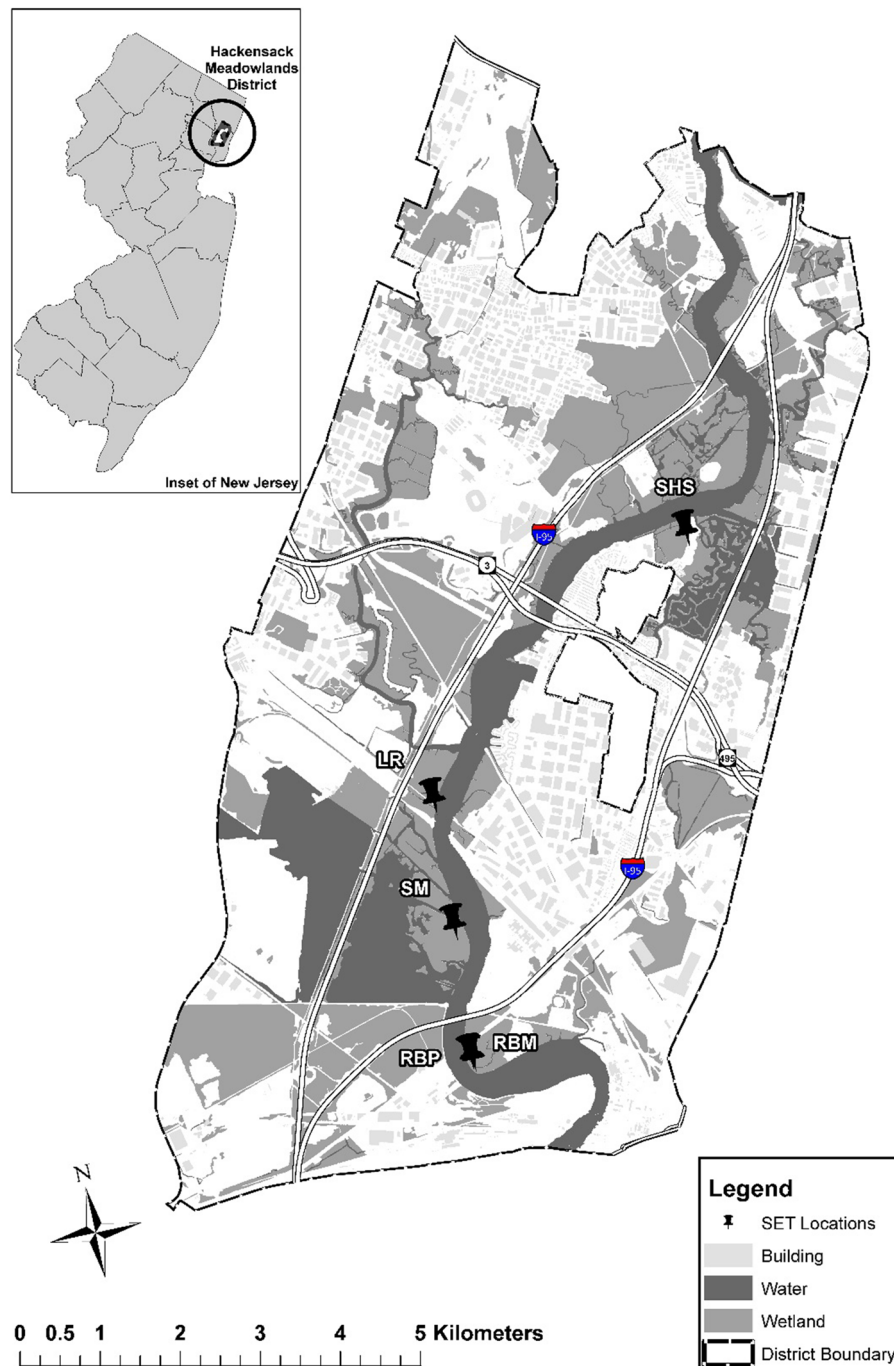 Hackensack
Meadowlands
District
Inset of New Jersey
SHS
I-95
3
LR
495
I-95
SM
RBP
RBM
N
Legend
SET Locations
Building
Water
Wetland
District Boundary
0 0.5 1 2 3 4 5 Kilometers